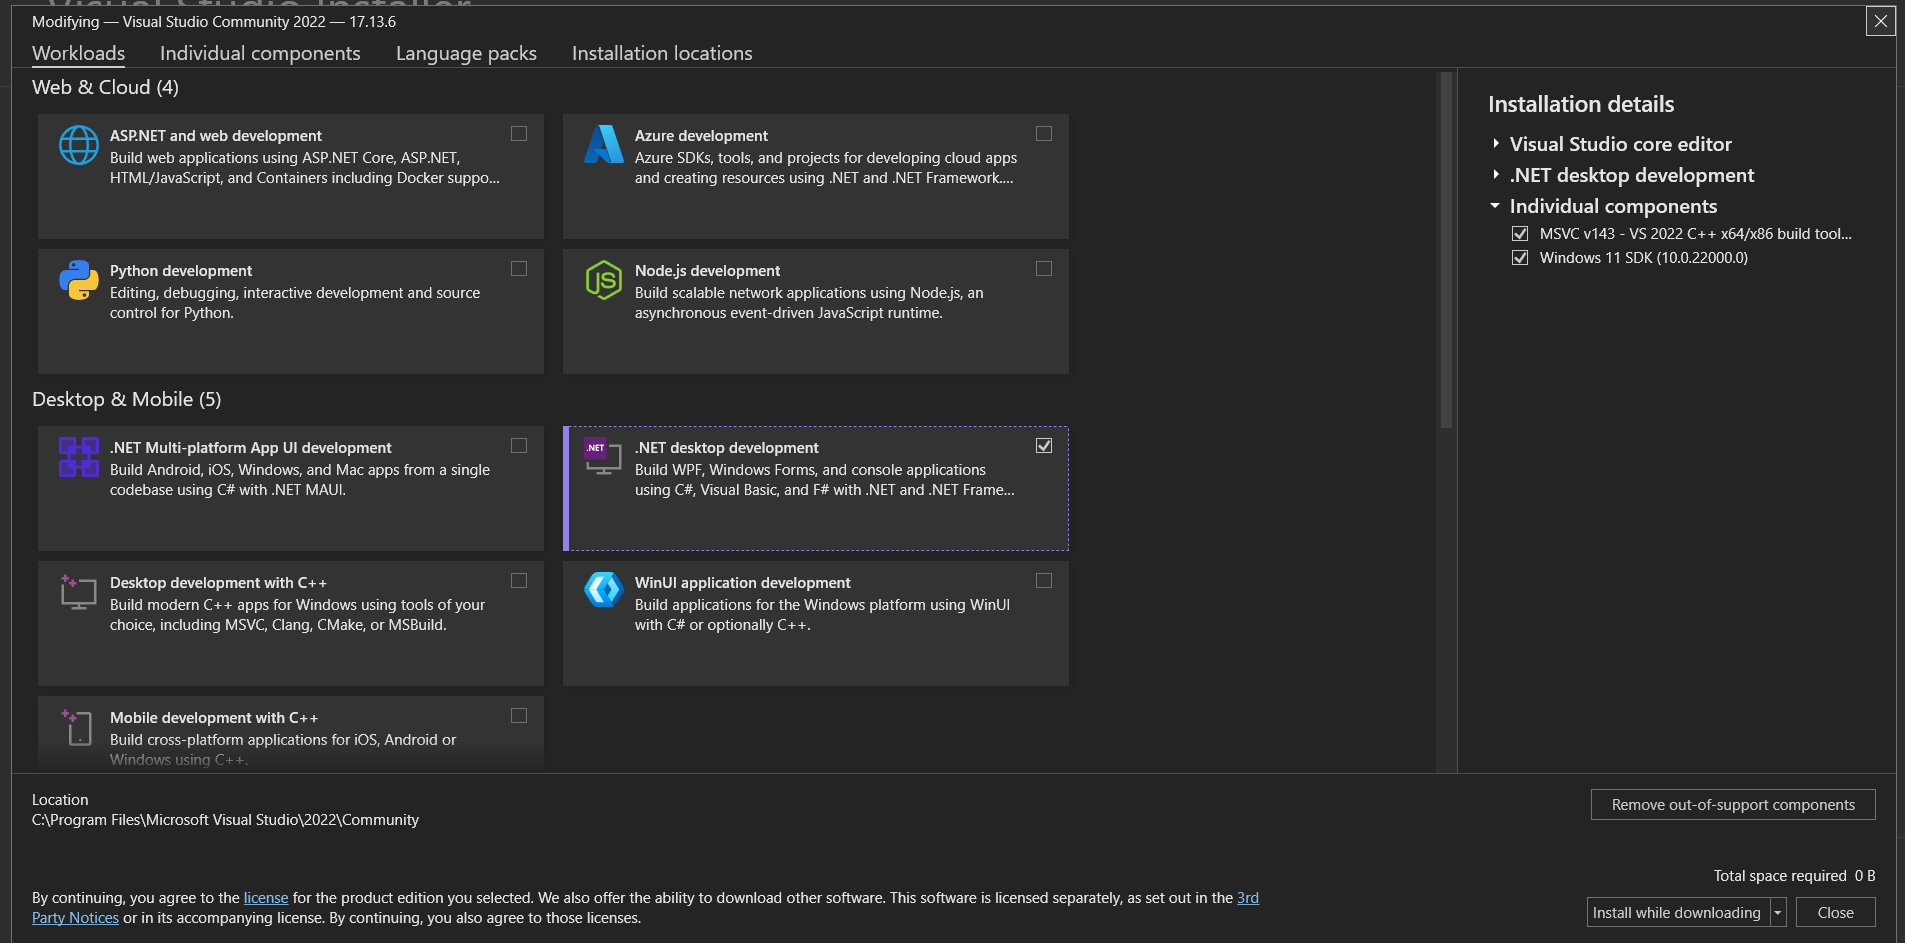 Visual Studio Installer
Modifying — Visual Studio Community 2022 — 17.13.6
Workloads
Individual components
Language packs
Installation locations
Web & Cloud (4)
ASP.NET and web development
Build web applications using ASP.NET Core, ASP.NET,
HTML/JavaScript, and Containers including Docker suppo...
Azure development
Azure SDKs, tools, and projects for developing cloud apps
and creating resources using .NET and .NET Framework....
Python development
Editing, debugging, interactive development and source
control for Python.
JS
Node.js development
Build scalable network applications using Node.js, an
asynchronous event-driven JavaScript runtime.
Desktop & Mobile (5)
.NET Multi-platform App UI development
Build Android, iOS, Windows, and Mac apps from a single
codebase using C# with .NET MAUI.
.NET
.NET desktop development
Build WPF, Windows Forms, and console applications
using C#, Visual Basic, and F# with .NET and .NET Frame...
Desktop development with C++
Build modern C++ apps for Windows using tools of your
choice, including MSVC, Clang, CMake, or MSBuild.
WinUI application development
Build applications for the Windows platform using WinUI
with C# or optionally C++.
Mobile development with C++
Build cross-platform applications for iOS, Android or
Windows using C++.
Installation details
Visual Studio core editor
.NET desktop development
Individual components
MSVC v143 - VS 2022 C++ x64/x86 build tool...
Windows 11 SDK (10.0.22000.0)
Location
C:\Program Files\Microsoft Visual Studio\2022\Community
Remove out-of-support components
Total space required 0 B
By continuing, you agree to the license for the product edition you selected. We also offer the ability to download other software. This software is licensed separately, as set out in the 3rd
Party Notices or in its accompanying license. By continuing, you also agree to those licenses.
Install while downloading
Close